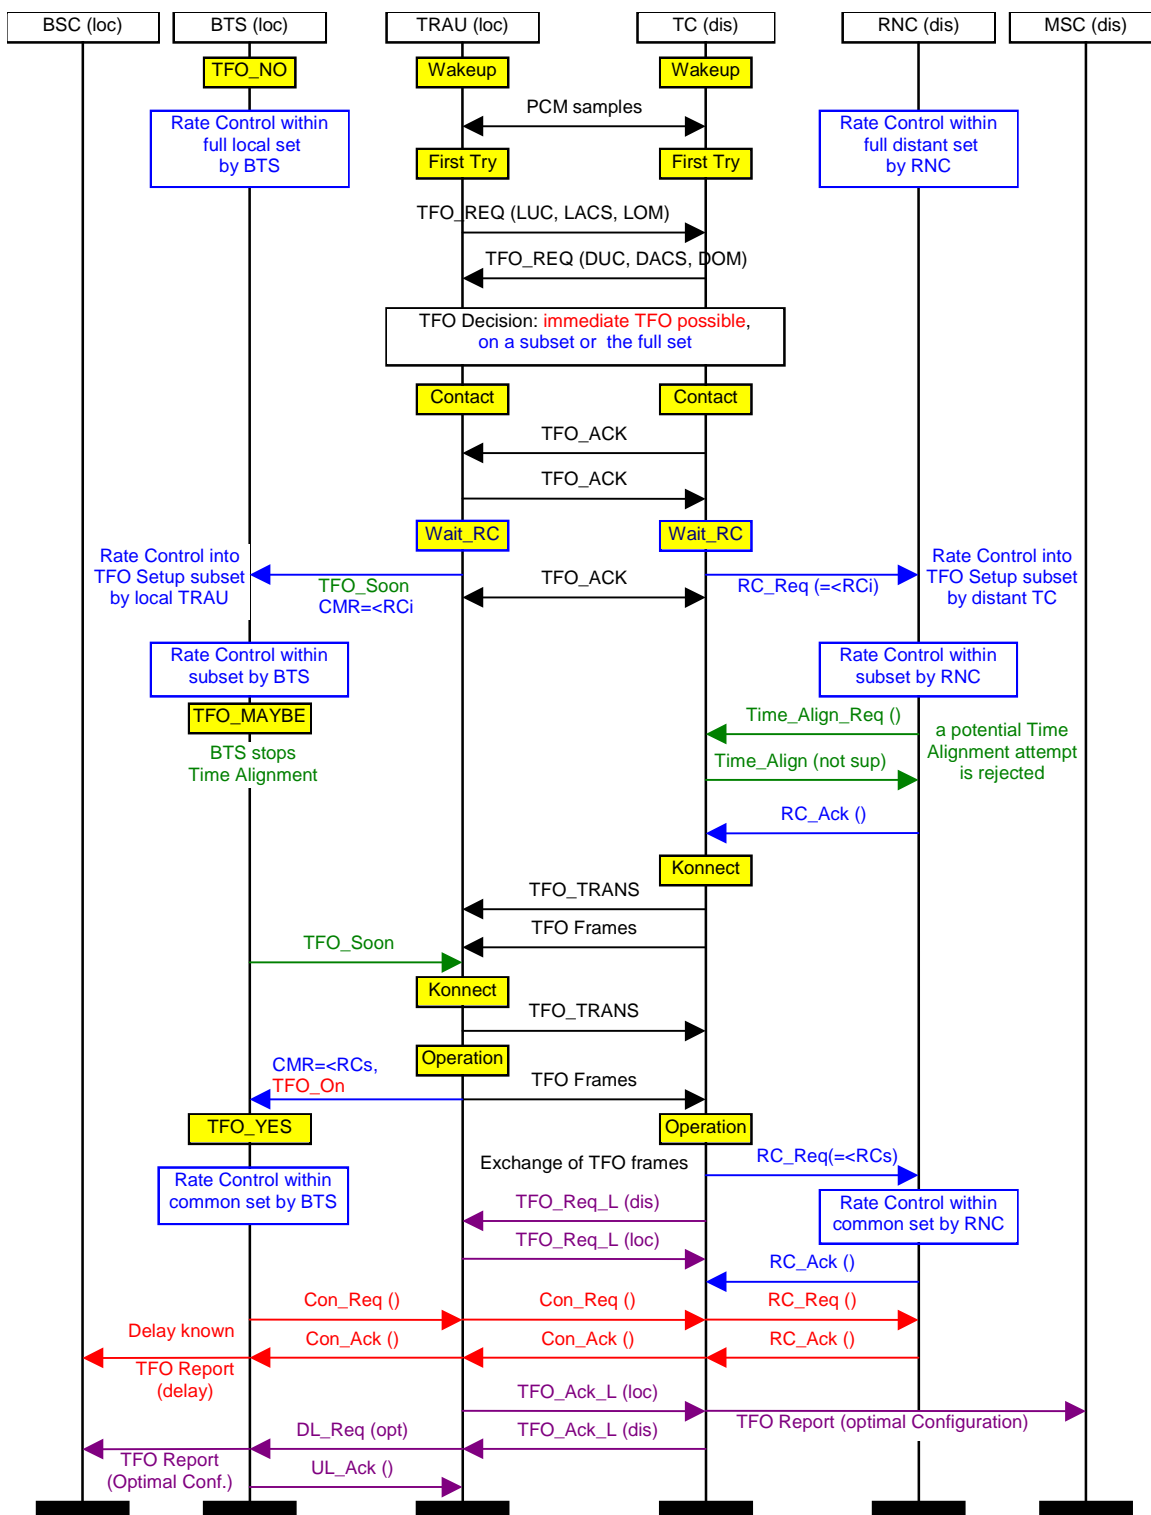 BSC (loc)
BTS (loc)
TRAU (loc)
TC (dis)
RNC (dis)
MSC (dis)
TFO_NO
Wakeup
Wakeup
PCM samples
Rate Control within
full local set
by BTS
Rate Control within
full distant set
by RNC
First Try
First Try
TFO_REQ (LUC, LACS, LOM)
TFO_REQ (DUC, DACS, DOM)
TFO Decision: immediate TFO possible,
on a subset or the full set
Contact
Contact
TFO_ACK
TFO_ACK
Wait_RC
Wait_RC
Rate Control into
TFO Setup subset
by local TRAU
TFO_Soon
CMR=<RCi
TFO_ACK
RC_Req (=<RCi)
Rate Control into
TFO Setup subset
by distant TC
Rate Control within
subset by BTS
Rate Control within
subset by RNC
TFO_MAYBE
BTS stops
Time Alignment
Time_Align_Req ()
Time_Align (not sup)
a potential Time
Alignment attempt
is rejected
RC_Ack ()
Konnect
TFO_TRANS
TFO Frames
TFO_Soon
Konnect
TFO_TRANS
Operation
CMR=<RCs,
TFO_On
TFO Frames
TFO_YES
Operation
Exchange of TFO frames
RC_Req(=<RCs)
Rate Control within
common set by BTS
Rate Control within
common set by RNC
TFO_Req_L (dis)
TFO_Req_L (loc)
RC_Ack ()
Con_Req ()
Con_Req ()
RC_Req ()
Delay known
Con_Ack ()
Con_Ack ()
RC_Ack ()
TFO Report
(delay)
TFO_Ack_L (loc)
TFO Report (optimal Configuration)
DL_Req (opt)
TFO_Ack_L (dis)
TFO Report
(Optimal Conf.)
UL_Ack ()